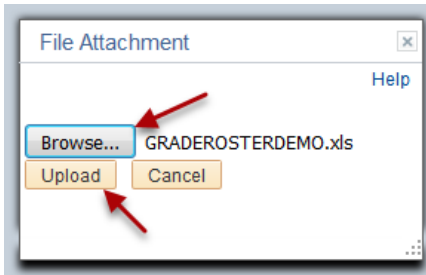 File Attachment
Help
Browse... GRADEROSTERDEMO.xls
Upload Cancel